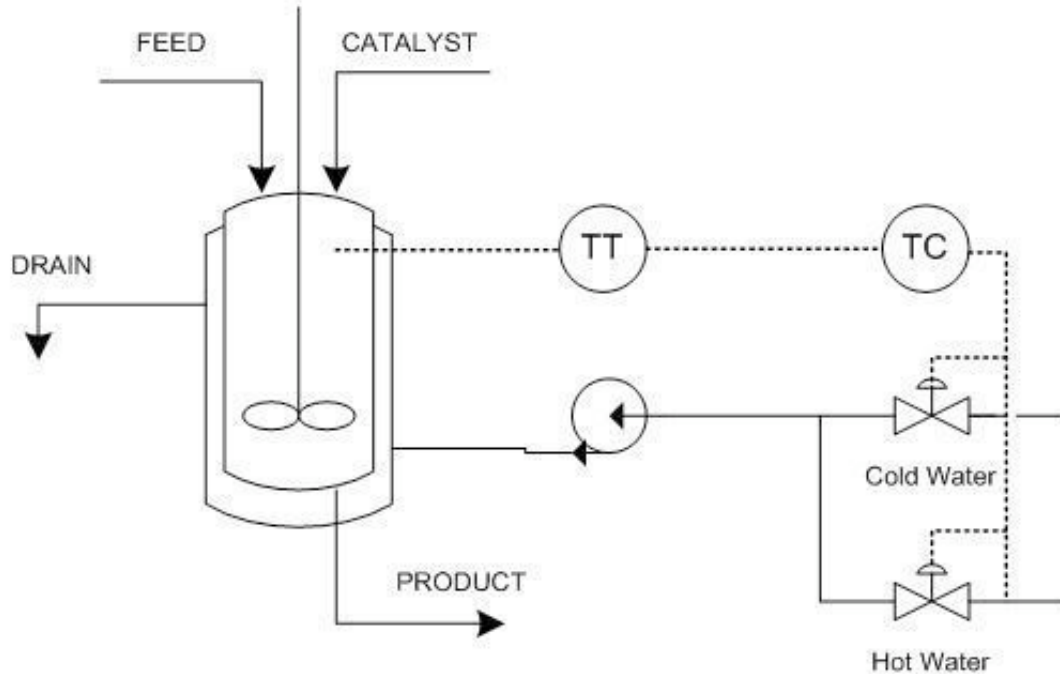 FEED
CATALYST
TT
TC
DRAIN
Cold Water
PRODUCT
Hot Water